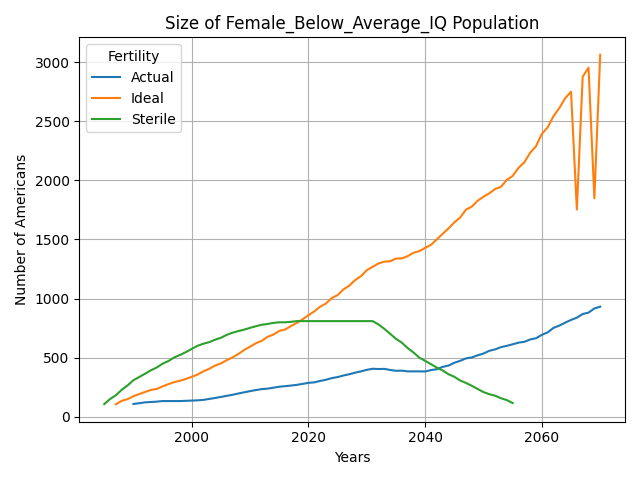 Size of Female_Below_Average_IQ Population
Fertility
Actual
Ideal
Sterile
Number of Americans
3000
2500
2000
1500
1000
500
0
2000 2020 2040 2060
Years